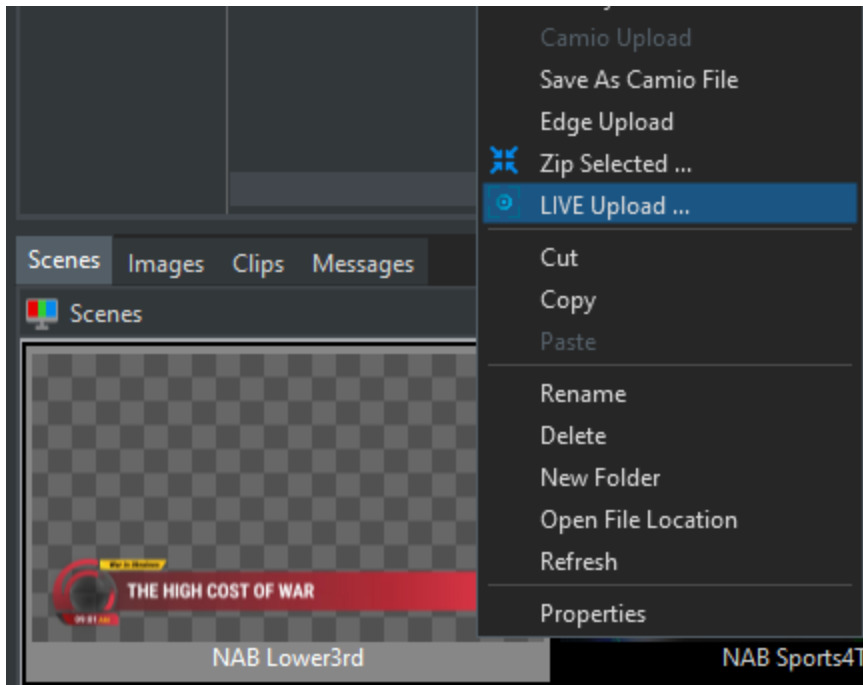 Camio Upload
Save As Camio File
Edge Upload
Zip Selected ...
LIVE Upload ...
Cut
Copy
Paste
Rename
Delete
New Folder
Open File Location
Refresh
Properties
Scenes Images Clips Messages
Scenes
THE HIGH COST OF WAR
NAB Lower3rd
NAB Sports4T